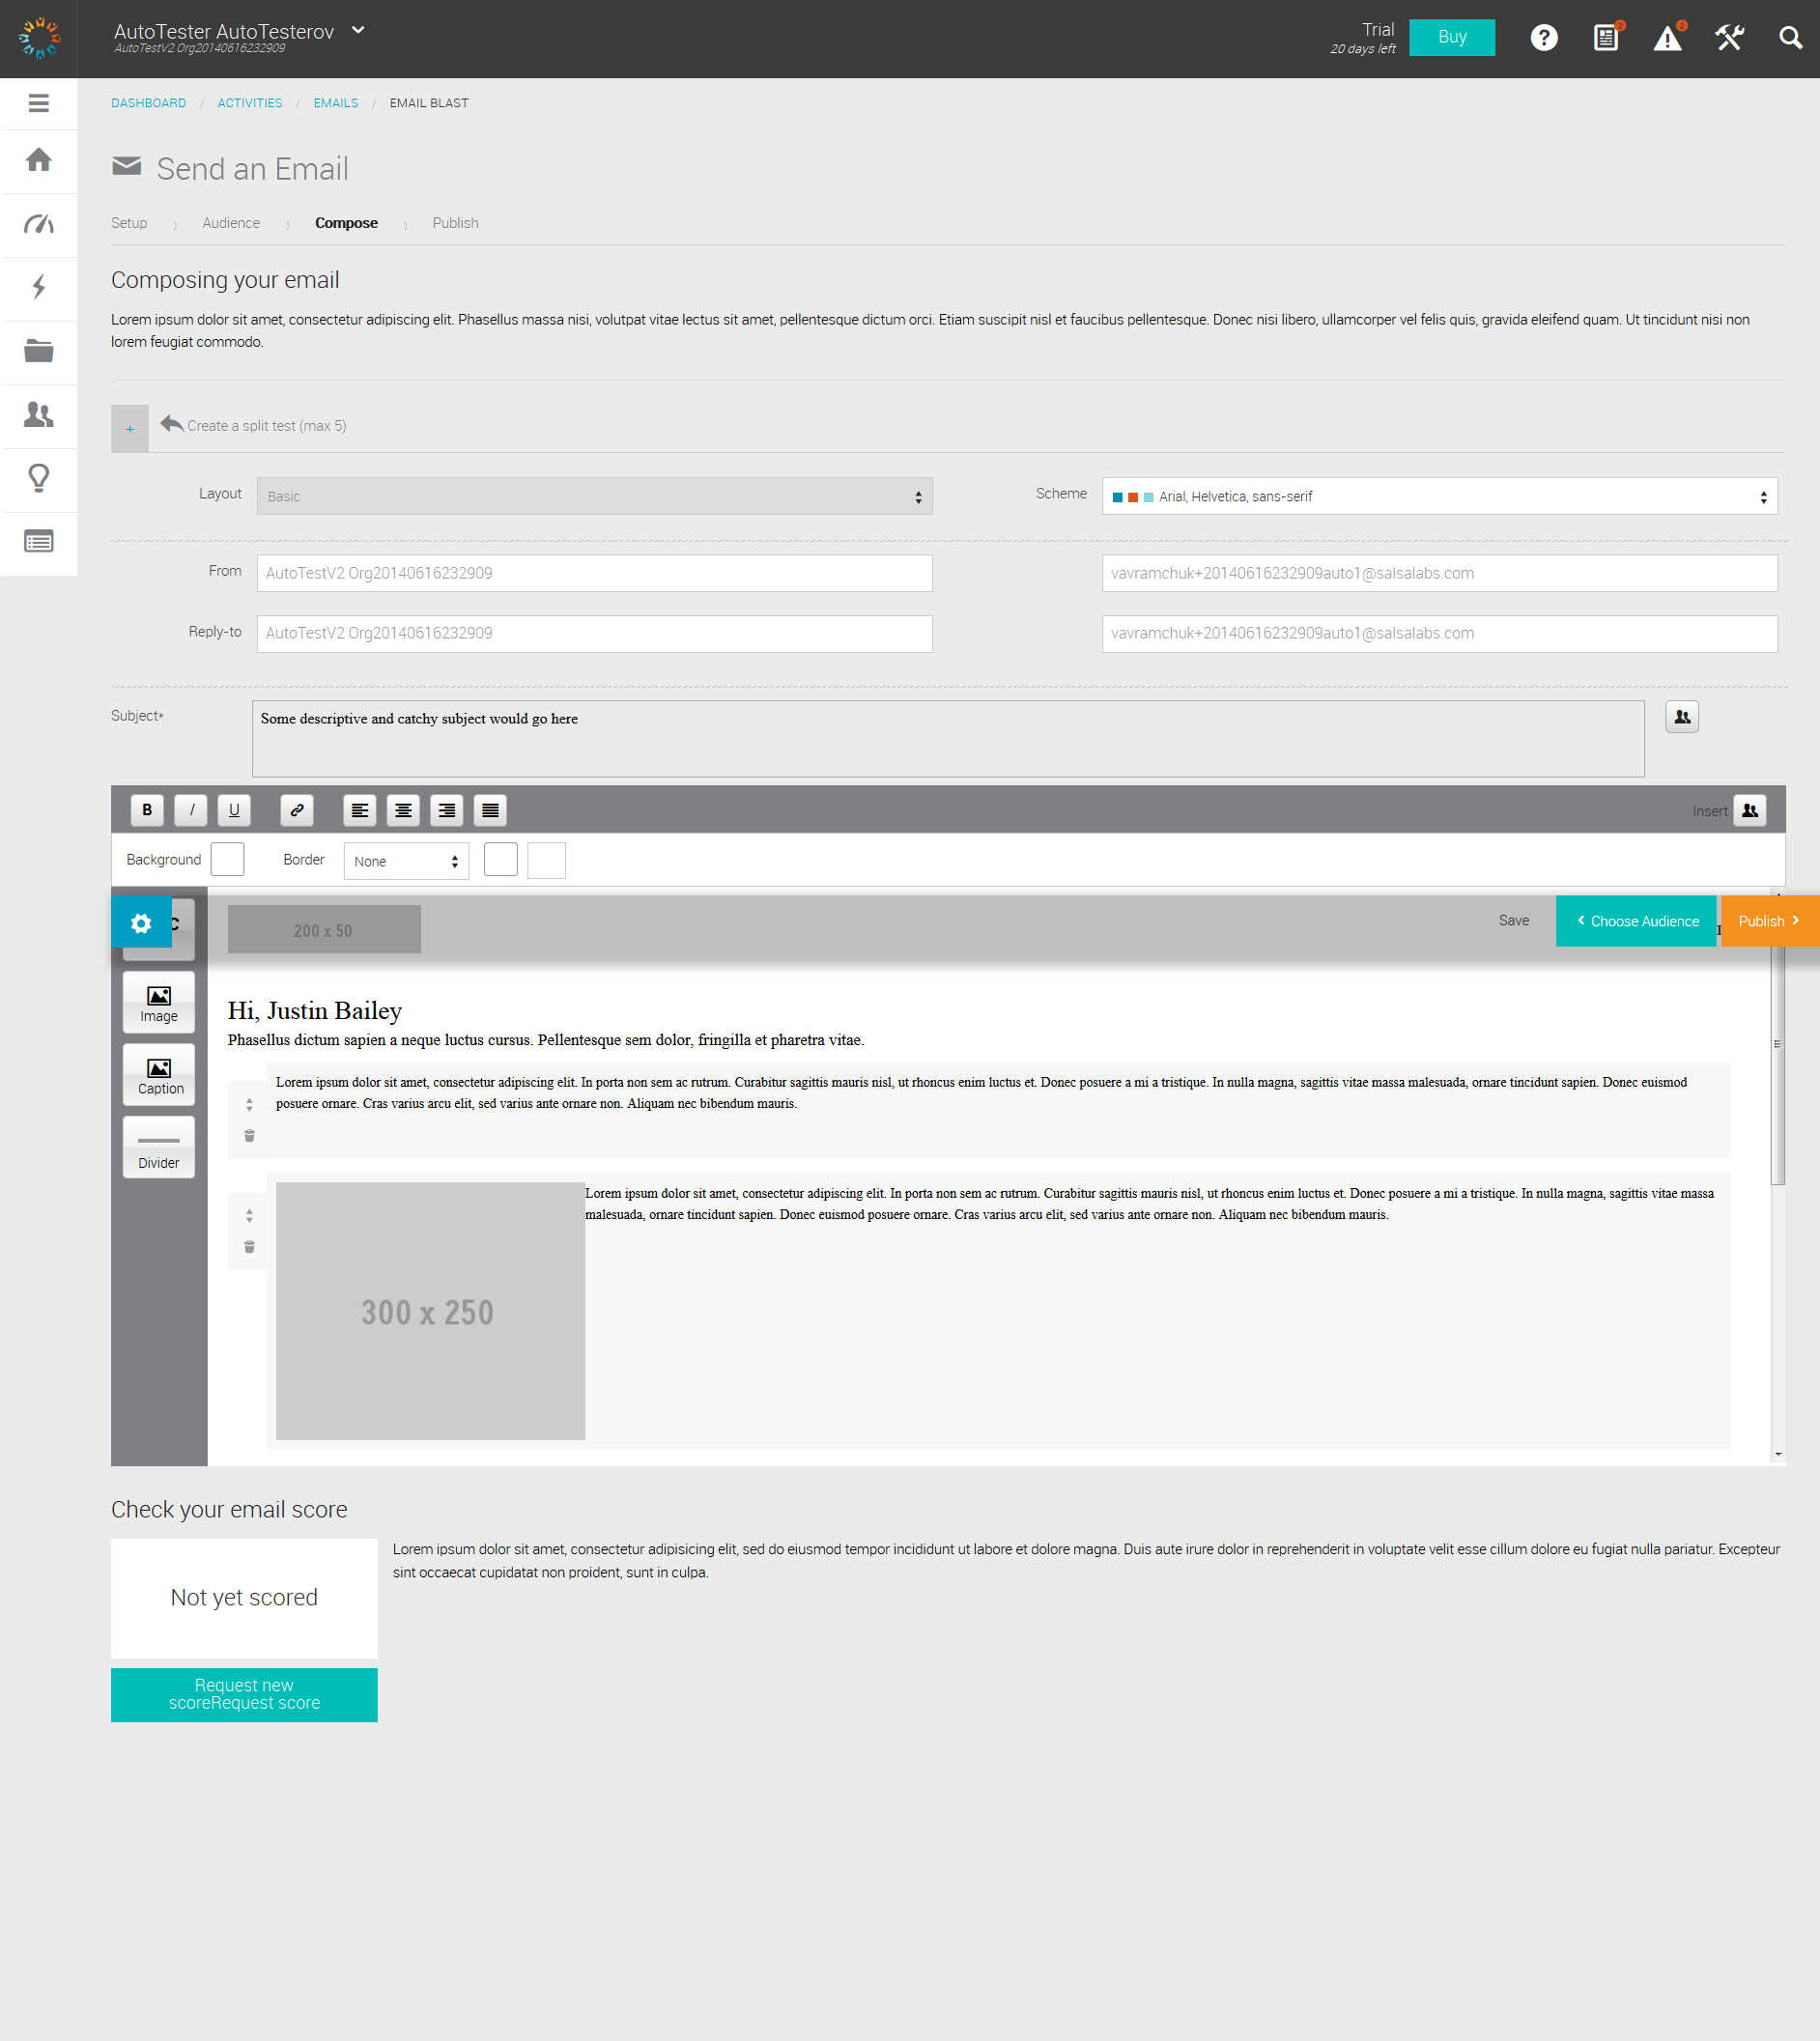 AutoTester AutoTesterov
AutoTestV2 Org20140616232909
Trial
20 days left
Buy
?
2
2
DASHBOARD / ACTIVITIES / EMAILS / EMAIL BLAST
Send an Email
Setup
Audience
Compose
Publish
Composing your email
Lorem ipsum dolor sit amet, consectetur adipiscing elit. Phasellus massa nisi, volutpat vitae lectus sit amet, pellentesque dictum orci. Etiam suscipit nisl et faucibus pellentesque. Donec nisi libero, ullamcorper vel felis quis, gravida eleifend quam. Ut tincidunt nisi non
lorem feugiat commodo.
+
Create a split test (max 5)
Layout
Basic
Scheme
Arial, Helvetica, sans-serif
From
AutoTestV2 Org20140616232909
vavramchuk+20140616232909auto1@salsalabs.com
Reply-to
AutoTestV2 Org20140616232909
vavramchuk+20140616232909auto1@salsalabs.com
Subject*
Some descriptive and catchy subject would go here
B
I
U
Insert
Background
Border
None
C
200 x 50
Save
Choose Audience
Publish
Image
Caption
Divider
Hi, Justin Bailey
Phasellus dictum sapien a neque luctus cursus. Pellentesque sem dolor, fringilla et pharetra vitae.
Lorem ipsum dolor sit amet, consectetur adipiscing elit. In porta non sem ac rutrum. Curabitur sagittis mauris nisl, ut rhoncus enim luctus et. Donec posuere a mi a tristique. In nulla magna, sagittis vitae massa malesuada, ornare tincidunt sapien. Donec euismod
posuere ornare. Cras varius arcu elit, sed varius ante ornare non. Aliquam nec bibendum mauris.
300 x 250
Lorem ipsum dolor sit amet, consectetur adipiscing elit. In porta non sem ac rutrum. Curabitur sagittis mauris nisl, ut rhoncus enim luctus et. Donec posuere a mi a tristique. In nulla magna, sagittis vitae massa
malesuada, ornare tincidunt sapien. Donec euismod posuere ornare. Cras varius arcu elit, sed varius ante ornare non. Aliquam nec bibendum mauris.
Check your email score
Not yet scored
Lorem ipsum dolor sit amet, consectetur adipisicing elit, sed do eiusmod tempor incididunt ut labore et dolore magna. Duis aute irure dolor in reprehenderit in voluptate velit esse cillum dolore eu fugiat nulla pariatur. Excepteur
sint occaecat cupidatat non proident, sunt in culpa.
Request new
scoreRequest score